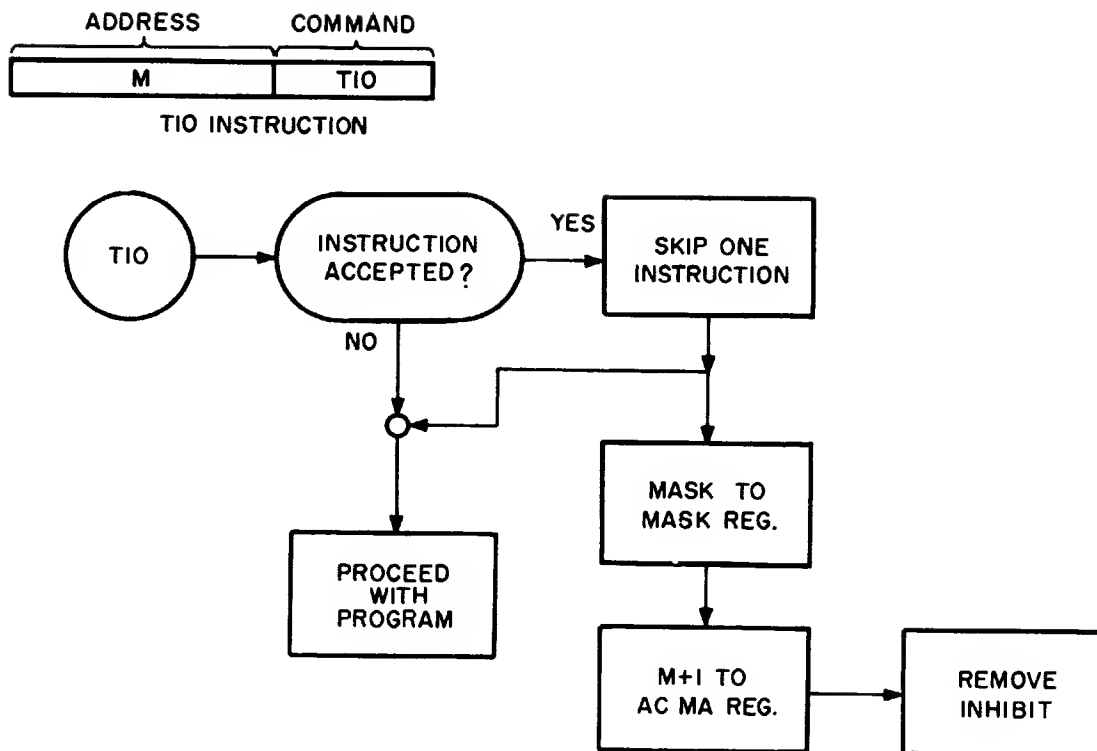 ADDRESS COMMAND
M TIO
TIO INSTRUCTION
TIO
INSTRUCTION
ACCEPTED?
YES
SKIP ONE
INSTRUCTION
NO
MASK TO
MASK REG.
PROCEED
WITH
PROGRAM
M+1 TO
AC MA REG.
REMOVE
INHIBIT